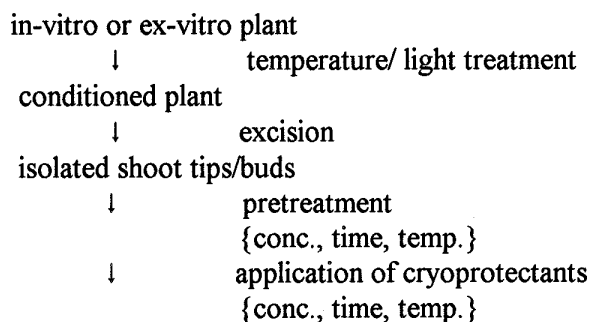 in-vitro or ex-vitro plant
↓ temperature/ light treatment
conditioned plant
↓ excision
isolated shoot tips/buds
↓ pretreatment
{conc., time, temp.}
↓ application of cryoprotectants
{conc., time, temp.}